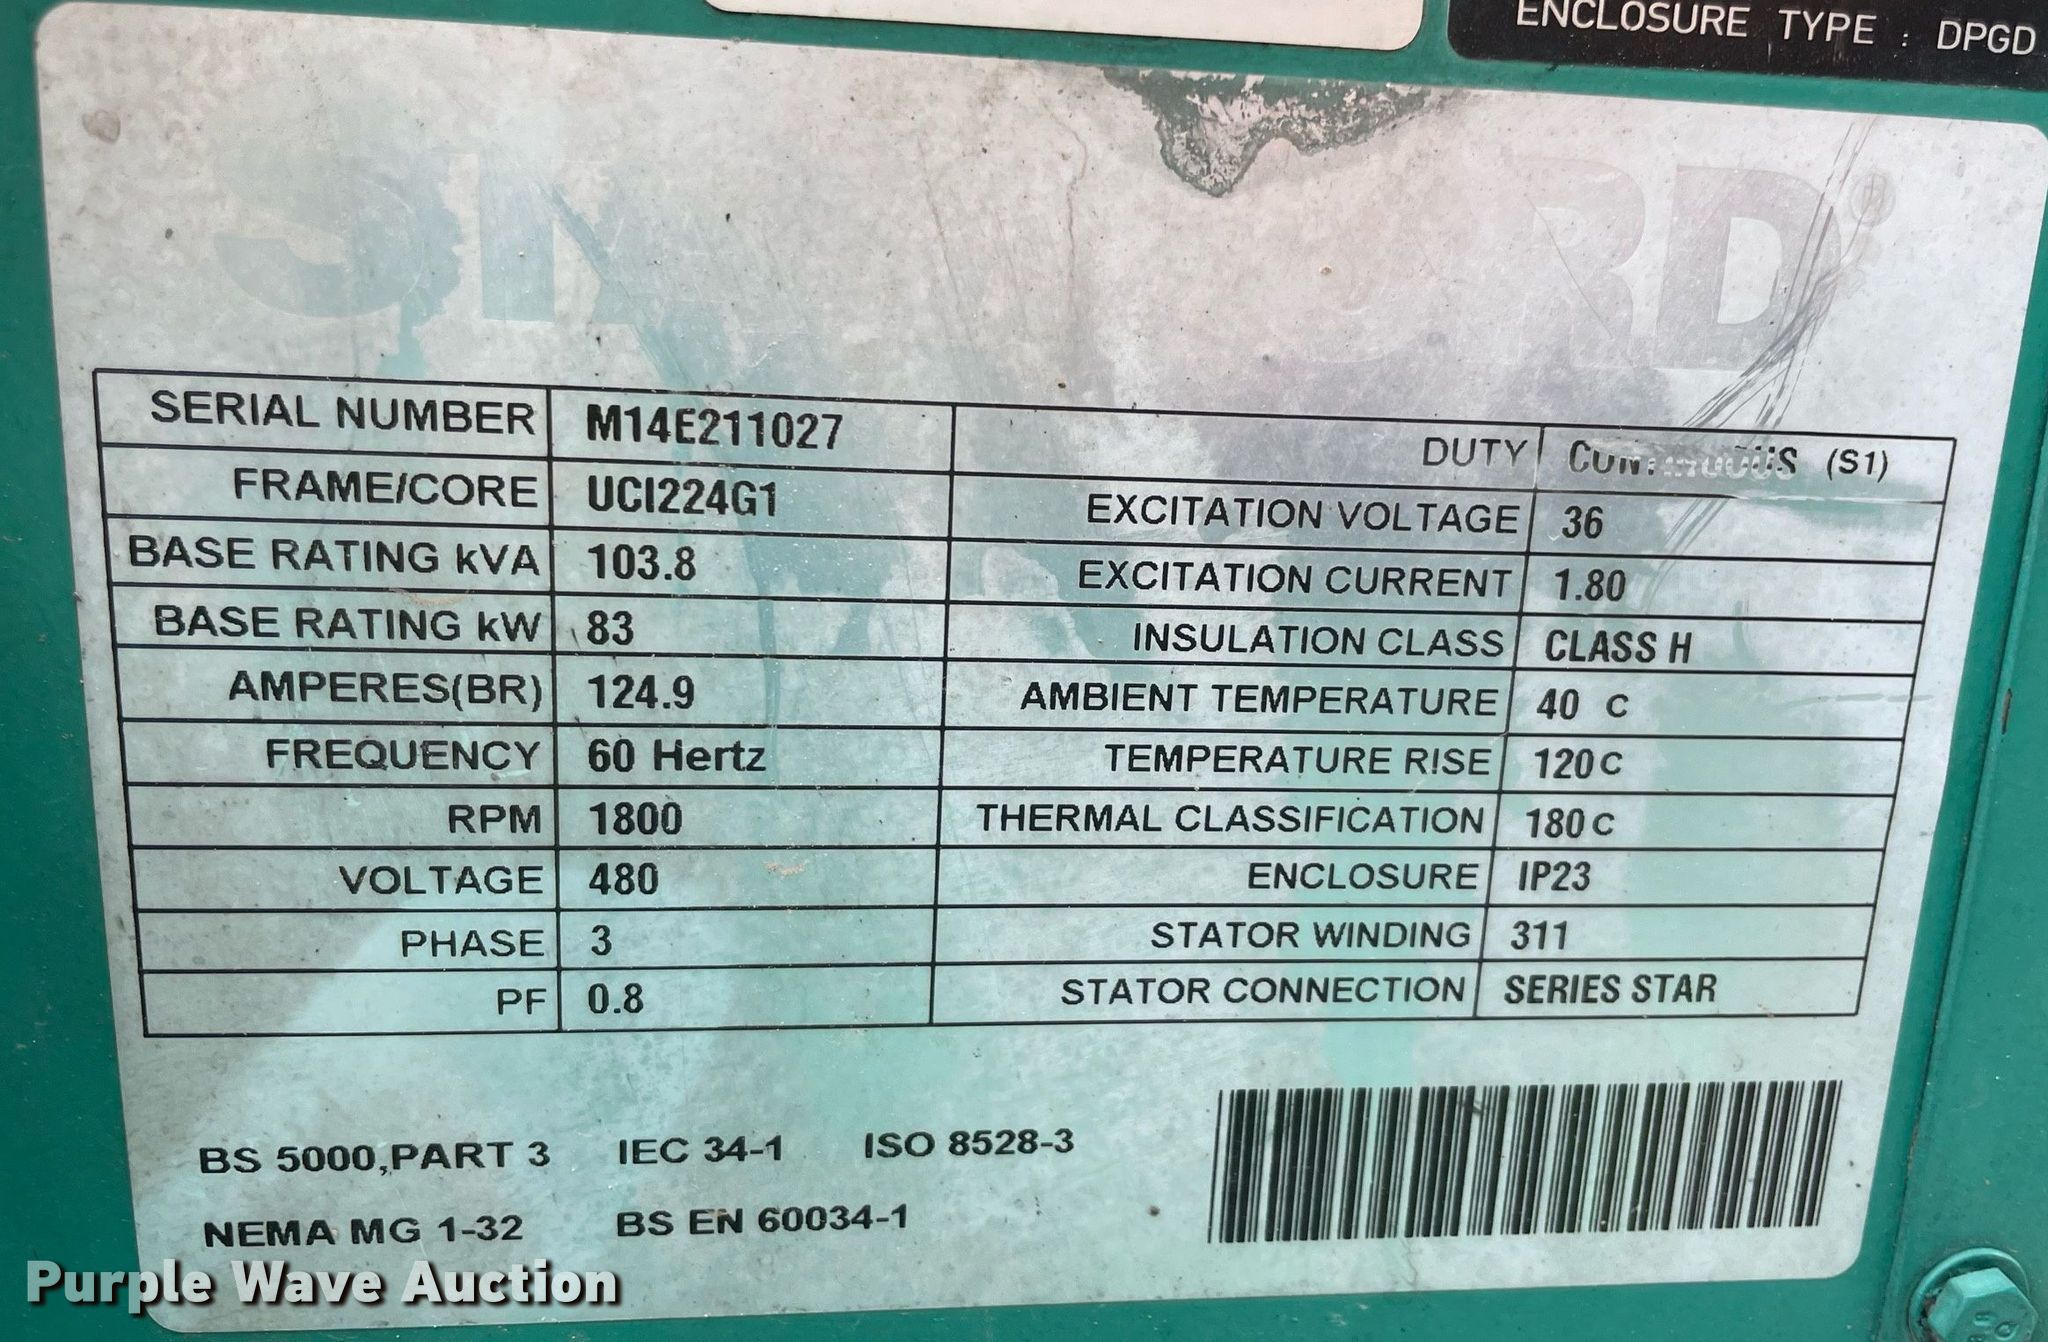 ENCLOSURE TYPE : DPGD
SERIAL NUMBER M14E211027
FRAME/CORE UCI224G1
BASE RATING kVA 103.8
BASE RATING kW 83
AMPERES(BR) 124.9
FREQUENCY 60 Hertz
RPM 1800
VOLTAGE 480
PHASE 3
PF 0.8
DUTY CONTINUOUS (S1)
EXCITATION VOLTAGE 36
EXCITATION CURRENT 1.80
INSULATION CLASS CLASS H
AMBIENT TEMPERATURE 40 C
TEMPERATURE RISE 120 C
THERMAL CLASSIFICATION 180 C
ENCLOSURE IP23
STATOR WINDING 311
STATOR CONNECTION SERIES STAR
BS 5000,PART 3 IEC 34-1 ISO 8528-3
NEMA MG 1-32 BS EN 60034-1
Purple Wave Auction